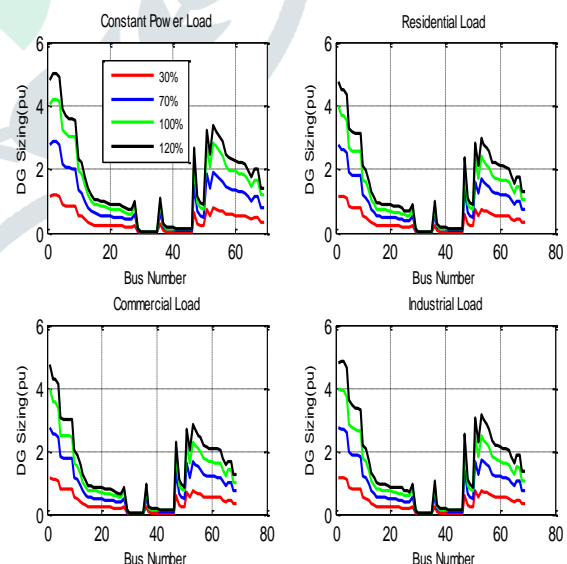 Constant Power Load
Residential Load
6
4
2
0
DG Sizing(pu)
30%
70%
100%
120%
0 20 40 60
Bus Number
6
4
2
0
DG Sizing(pu)
0 20 40 60 80
Bus Number
Commercial Load
Industrial Load
6
4
2
0
DG Sizing(pu)
0 20 40 60 80
Bus Number
6
4
2
0
DG Sizing(pu)
0 20 40 60 80
Bus Number